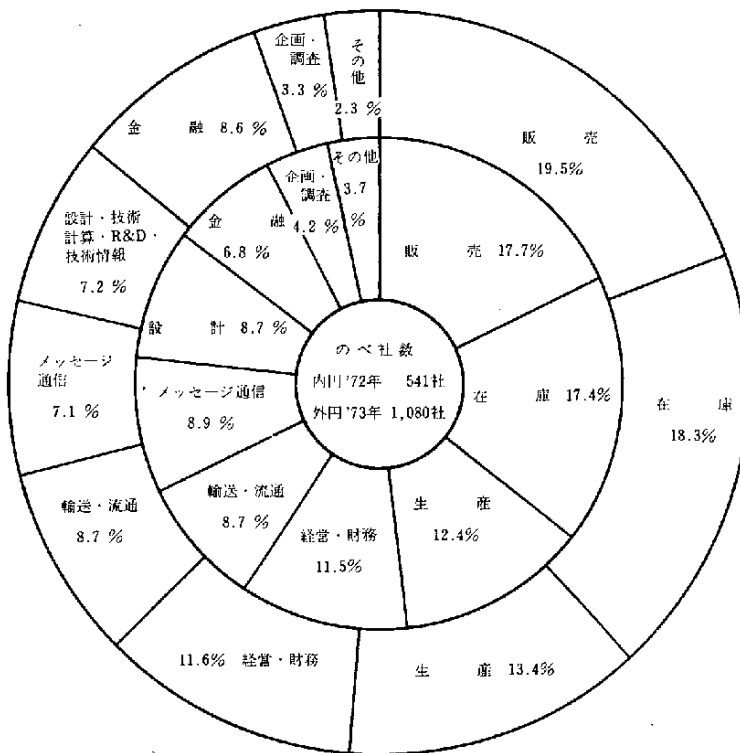 企画・
調査
3.3 %
その他
2.3 %
販売
19.5%
在庫
18.3%
生産 13.4%
11.6% 経営・財務
輸送・流通
8.7 %
メッセージ
通信
7.1 %
設計・技術
計算・R&D・
技術情報
7.2 %
金融 8.6 %
その他
3.7
%
販売 17.7%
在庫 17.4%
生産
12.4%
経営・財務
11.5%
輸送・流通
8.7 %
メッセージ通信
8.9 %
設計 8.7 %
金融
6.8 %
企画・
調査
4.2 %
のべ社数
内円'72年 541社
外円'73年 1,080社